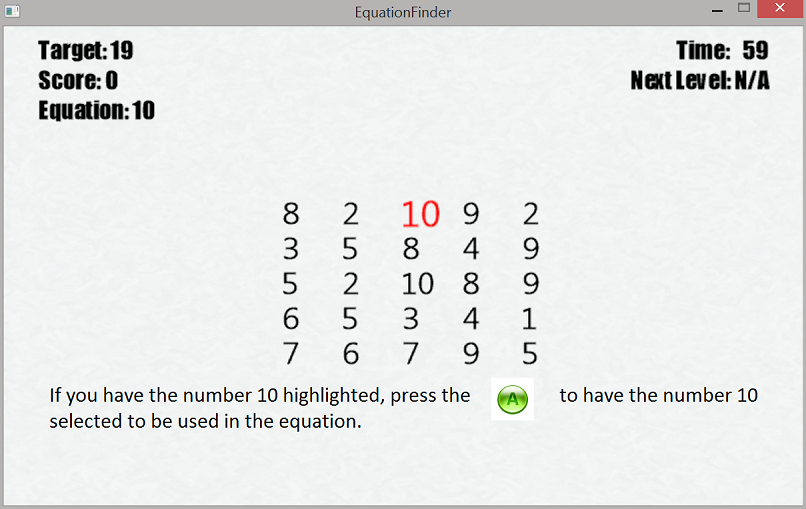 EquationFinder
Target: 19
Time: 59
Score: 0
Next Level: N/A
Equation: 10
8 2 10 9 2
3 5 8 4 9
5 2 10 8 9
6 5 3 4 1
7 6 7 9 5
If you have the number 10 highlighted, press the A to have the number 10
selected to be used in the equation.